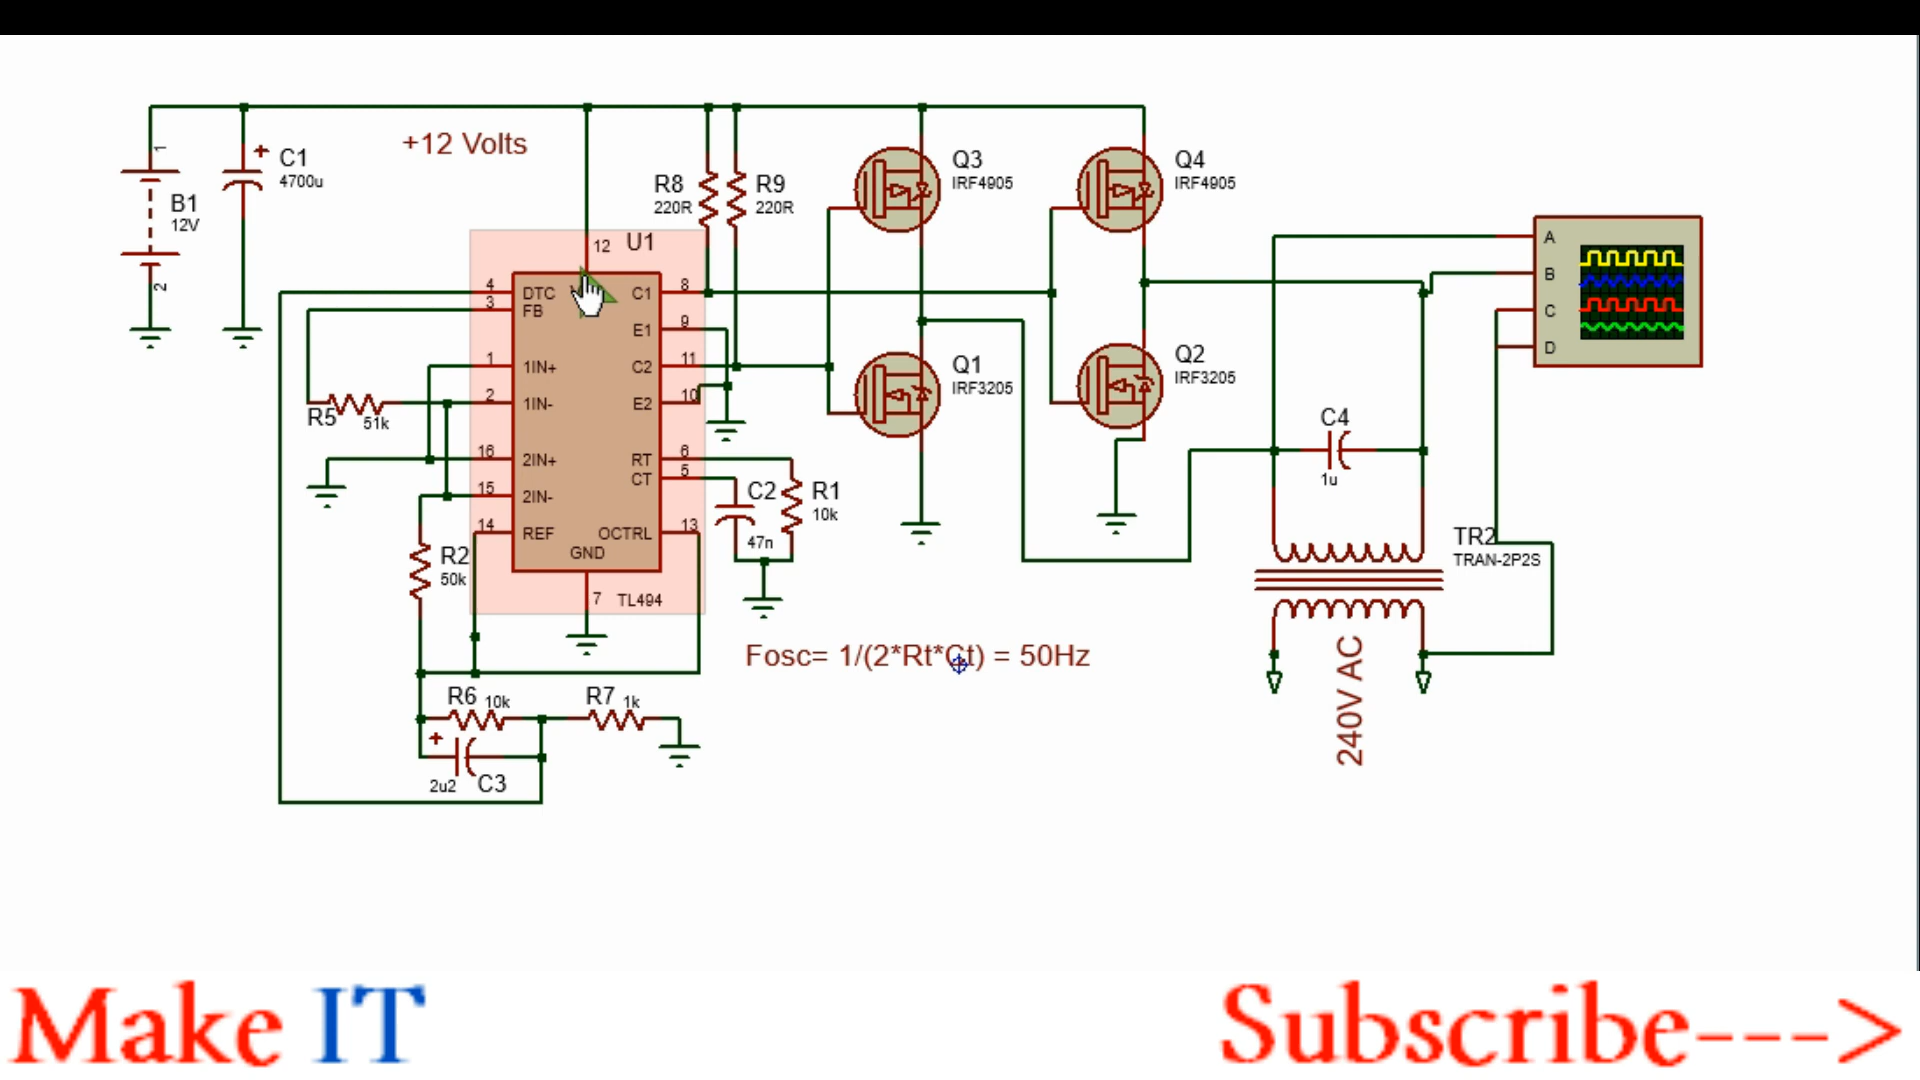 +12 Volts
1
B1
12V
2
+
C1
4700u
R8
220R
R9
220R
Q3
IRF4905
Q4
IRF4905
12
U1
4
DTC
3
FB
1
1IN+
2
1IN-
16
2IN+
15
2IN-
14
REF
GND
7
TL494
C1
8
E1
9
C2
11
E2
10
RT
6
CT
5
OCTRL
13
R5
51k
R2
50k
C2
47n
R1
10k
Q1
IRF3205
Q2
IRF3205
A
B
C
D
C4
1u
TR2
TRAN-2P2S
240V AC
Fosc= 1/(2*Rt*Ct) = 50Hz
R6 10k
R7 1k
+
2u2 C3
Make IT
Subscribe--->